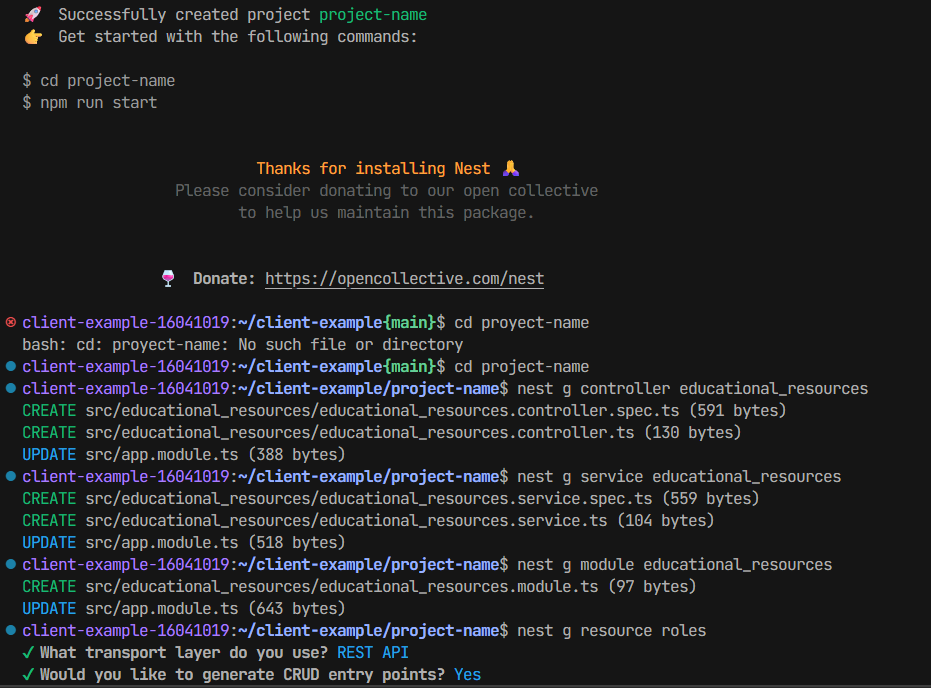 🚀 Successfully created project project-name
👉 Get started with the following commands:
$ cd project-name
$ npm run start
Thanks for installing Nest 🙏
Please consider donating to our open collective
to help us maintain this package.
🍷 Donate: https://opencollective.com/nest
client-example-16041019:~/client-example{main}$ cd proyect-name
bash: cd: proyect-name: No such file or directory
client-example-16041019:~/client-example{main}$ cd project-name
client-example-16041019:~/client-example/project-name$ nest g controller educational_resources
CREATE src/educational_resources/educational_resources.controller.spec.ts (591 bytes)
CREATE src/educational_resources/educational_resources.controller.ts (130 bytes)
UPDATE src/app.module.ts (388 bytes)
client-example-16041019:~/client-example/project-name$ nest g service educational_resources
CREATE src/educational_resources/educational_resources.service.spec.ts (559 bytes)
CREATE src/educational_resources/educational_resources.service.ts (104 bytes)
UPDATE src/app.module.ts (518 bytes)
client-example-16041019:~/client-example/project-name$ nest g module educational_resources
CREATE src/educational_resources/educational_resources.module.ts (97 bytes)
UPDATE src/app.module.ts (643 bytes)
client-example-16041019:~/client-example/project-name$ nest g resource roles
✓ What transport layer do you use? REST API
✓ Would you like to generate CRUD entry points? Yes